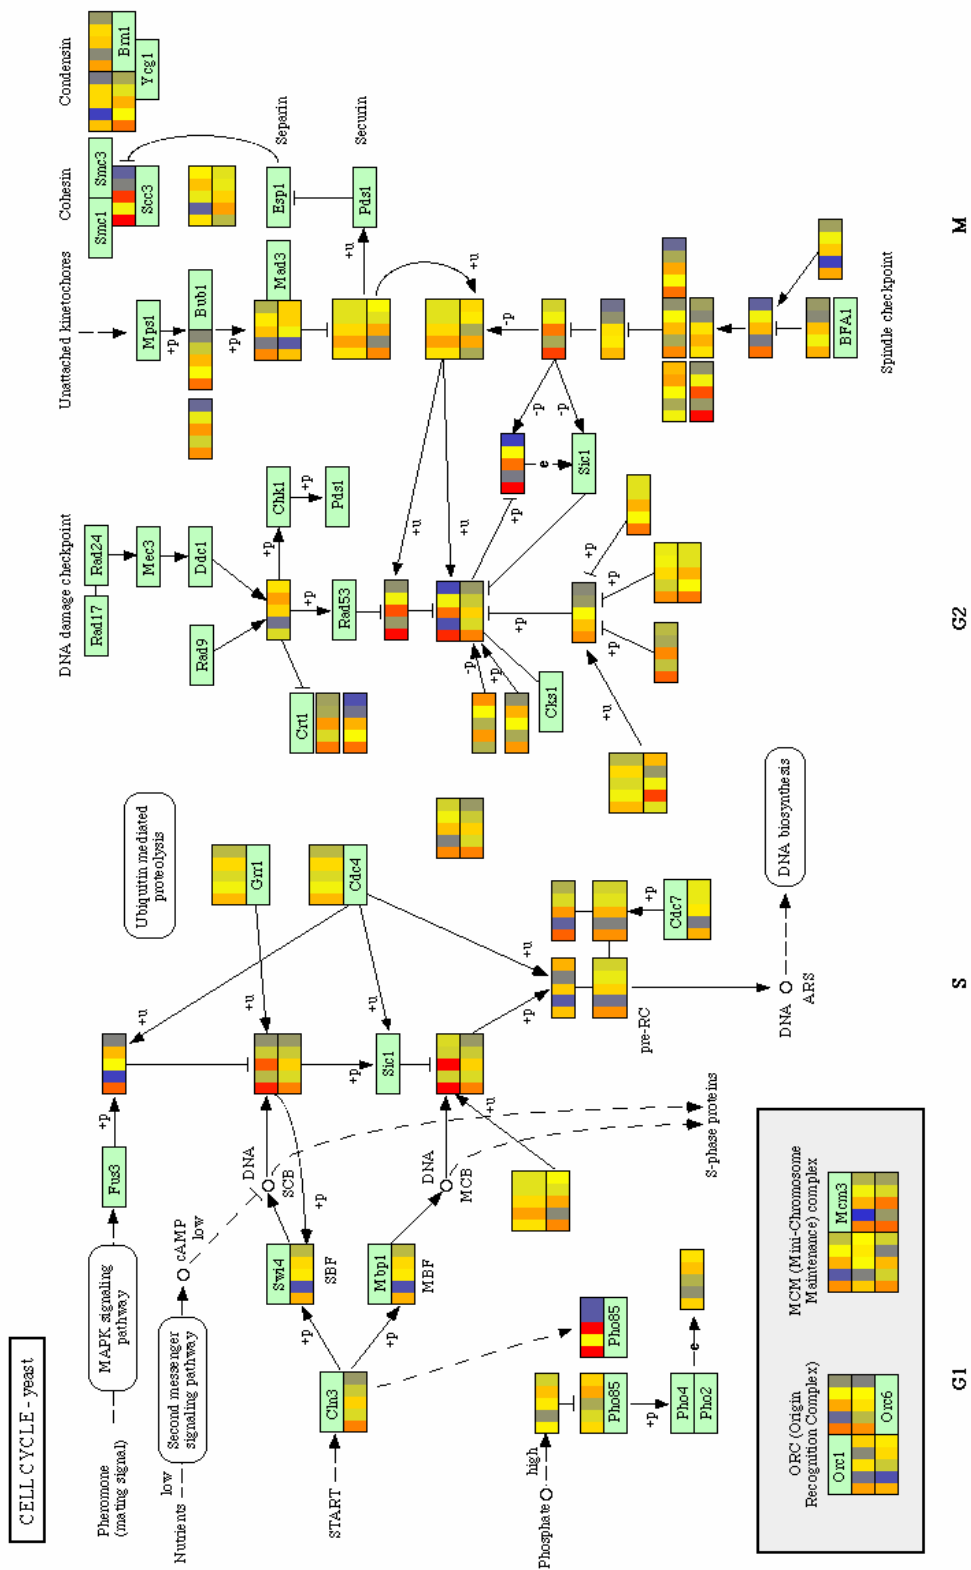 CELL CYCLE - yeast
Pheromone
(mating signal)
MAPK signaling
pathway
Fus3
+p
+u
Nutrients
low
Second messenger
signaling pathway
cAMP
low
START
Cln3
+p
+p
Swi4
SBF
Mbp1
MBF
DNA
SCB
+p
DNA
MCB
+u
+p
Sic1
+u
+u
Ubiquitin mediated
proteolysis
Grr1
Cdc4
+u
+p
pre-RC
+p
Cdc7
DNA
ARS
DNA biosynthesis
S-phase proteins
Phosphate
high
Pho85
Pho85
+p
Pho4
Pho2
e
ORC (Origin
Recognition Complex)
Orc1
Orc6
MCM (Mini-Chromosome
Maintenance) complex
Mcm3
DNA damage checkpoint
Rad17
Rad24
Mec3
Ddc1
Rad9
+p
Chk1
+p
Pds1
+p
Rad53
Crt1
-p
+p
Cks1
+u
+u
+p
e
Sic1
-p
-p
+p
+p
+p
+p
+u
Unattached kinetochores
Mps1
+p
Bub1
+p
Mad3
+u
+u
-p
Cohesin
Smc1
Smc3
Scc3
Condensin
Brn1
Ycg1
Esp1
Separin
Pds1
Securin
BFA1
Spindle checkpoint
G1
S
G2
M